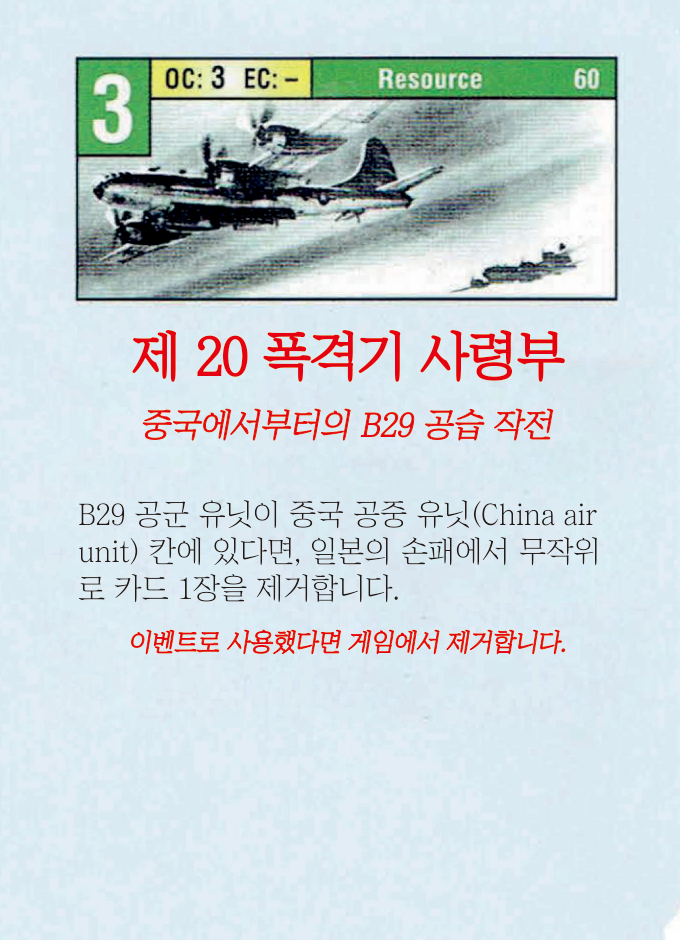 3 OC: 3 EC: – Resource 60
제 20 폭격기 사령부
중국에서부터의 B29 공습 작전
B29 공군 유닛이 중국 공중 유닛(China air
unit) 칸에 있다면, 일본의 손패에서 무작위
로 카드 1장을 제거합니다.
이벤트로 사용했다면 게임에서 제거합니다.